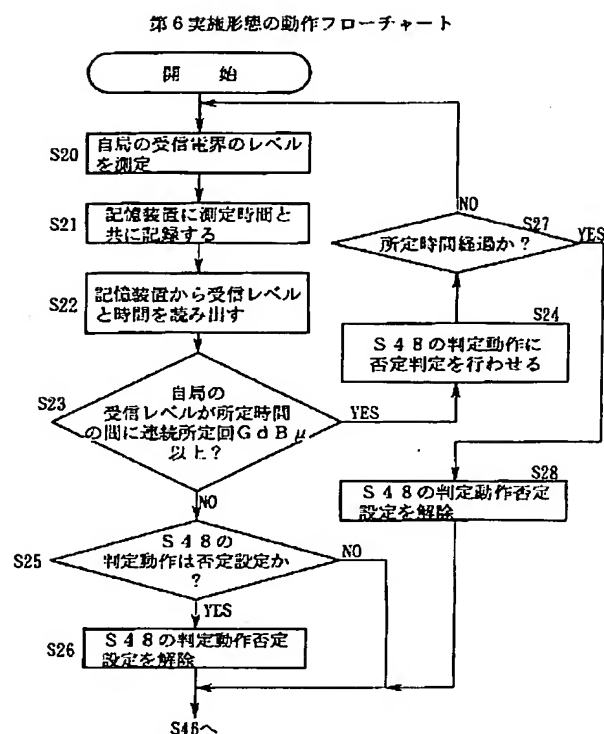 第6実施形態の動作フローチャート
開 始
S20
自局の受信電界のレベル
を測定
S21
記憶装置に測定時間と
共に記録する
S22
記憶装置から受信レベル
と時間を読み出す
S23
自局の
受信レベルが所定時間
の間に連続所定回GdBμ
以上?
YES
NO
S24
S48の判定動作に
否定判定を行わせる
S27
所定時間経過か?
NO
YES
S28
S48の判定動作否定
設定を解除
S25
S48の
判定動作は否定設定か
?
NO
YES
S26
S48の判定動作否定
設定を解除
S46へ